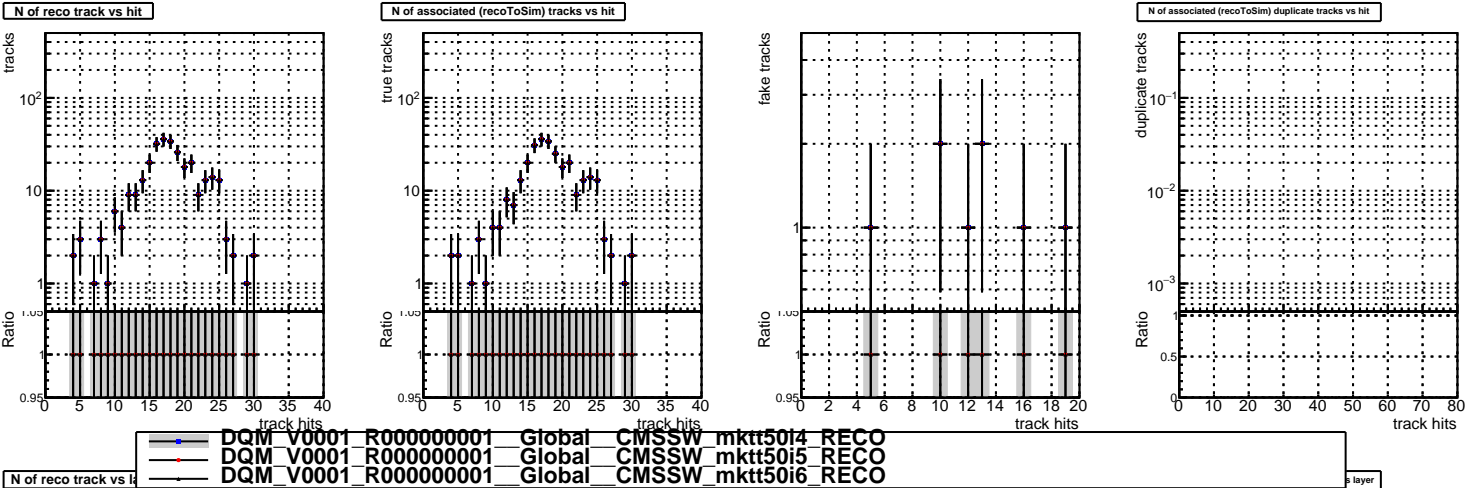 N of reco track vs hit
N of associated (recoToSim) tracks vs hit
N of associated (recoToSim) duplicate tracks vs hit
tracks
10²
10
1
Ratio
1.05
1
0.95
0 5 10 15 20 25 30 35 40
track hits
true tracks
10²
10
1
Ratio
1.05
1
0.95
0 5 10 15 20 25 30 35 40
track hits
fake tracks
1
Ratio
1.05
1
0.95
0 2 4 6 8 10 12 14 16 18 20
track hits
duplicate tracks
10⁻¹
10⁻²
10⁻³
Ratio
1
0.5
0
0 10 20 30 40 50 60 70 80
track hits
DQM_V0001_R000000001__Global__CMSSW_mktt50i4_RECO
DQM_V0001_R000000001__Global__CMSSW_mktt50i5_RECO
DQM_V0001_R000000001__Global__CMSSW_mktt50i6_RECO
N of reco track vs la
s layer